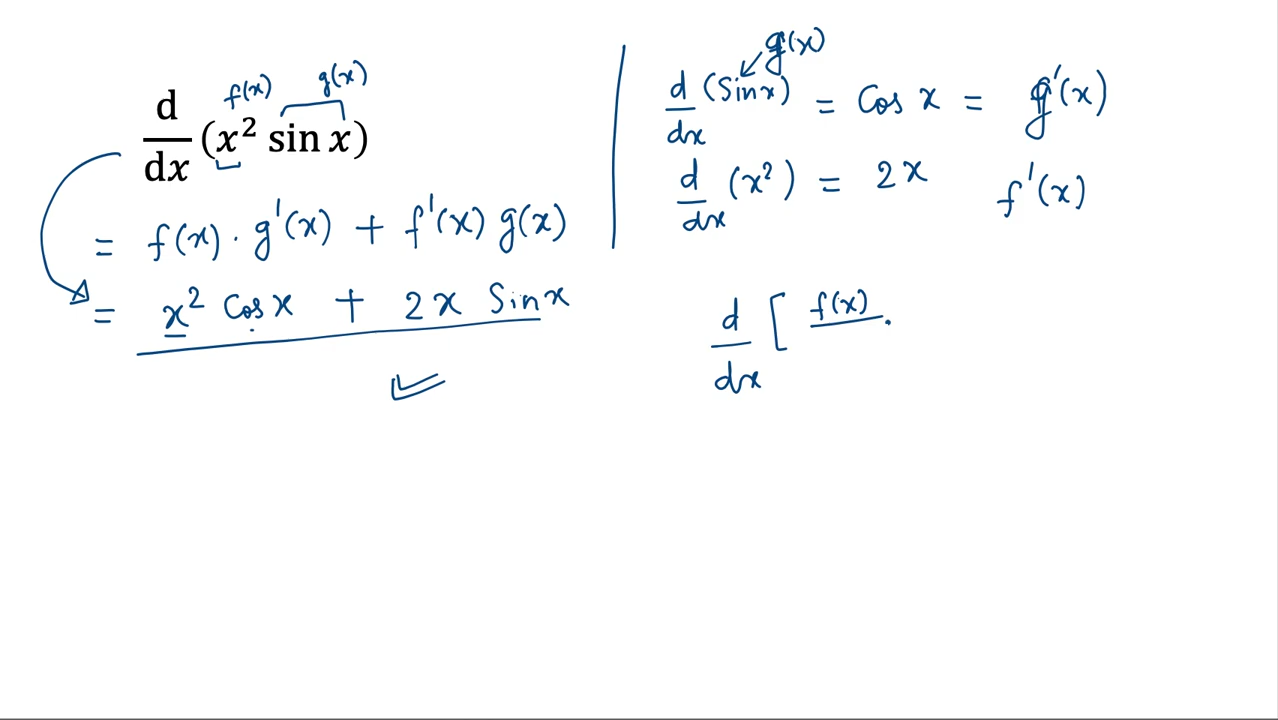 f(x) g(x)
d/dx (x² sin x)
= f(x) · g'(x) + f'(x) g(x)
= x² Cos x + 2x Sin x
g(x)
d/dx (Sin x) = Cos x = g'(x)
d/dx (x²) = 2x f'(x)
d/dx [ f(x) .